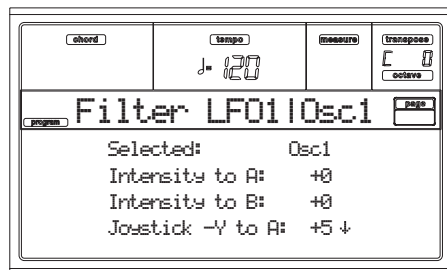 chord tempo measure transpose
♩= 120 C 0
octave
program Filter LFO1|Osc1 page
Selected: Osc1
Intensity to A: +0
Intensity to B: +0
Joystick -Y to A: +5 ↓